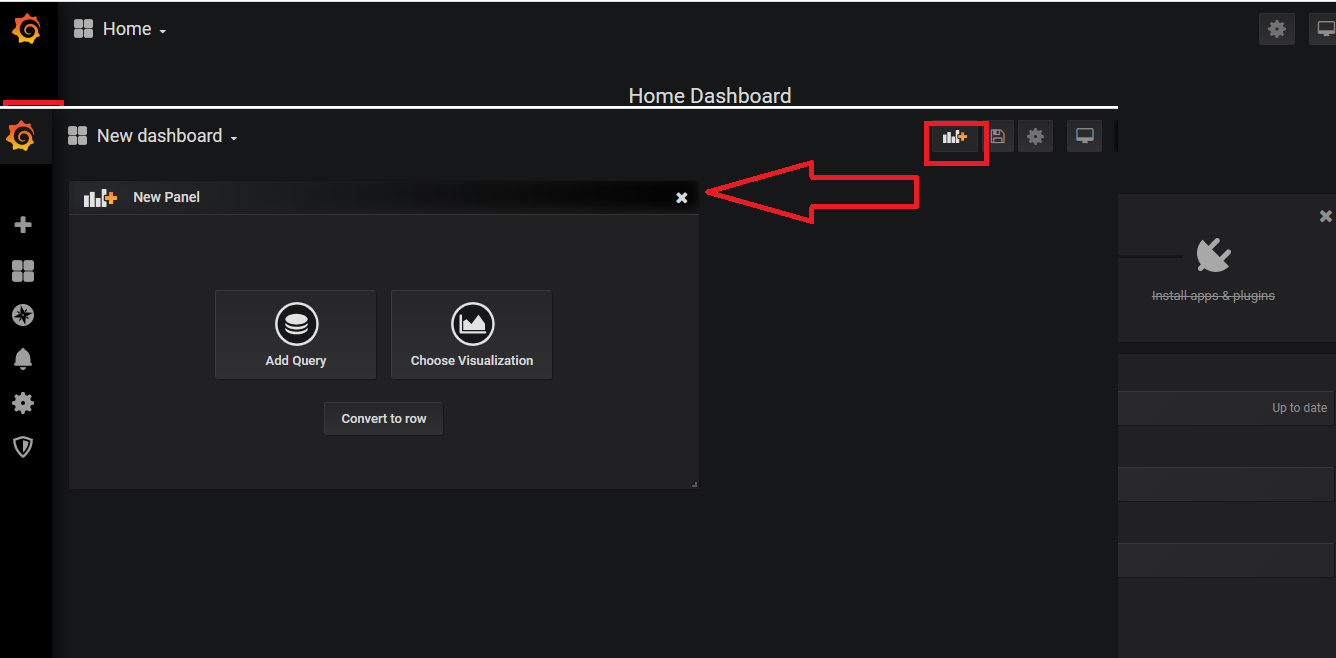 Home
Home Dashboard
New dashboard
New Panel
Install apps & plugins
Add Query
Choose Visualization
Up to date
Convert to row